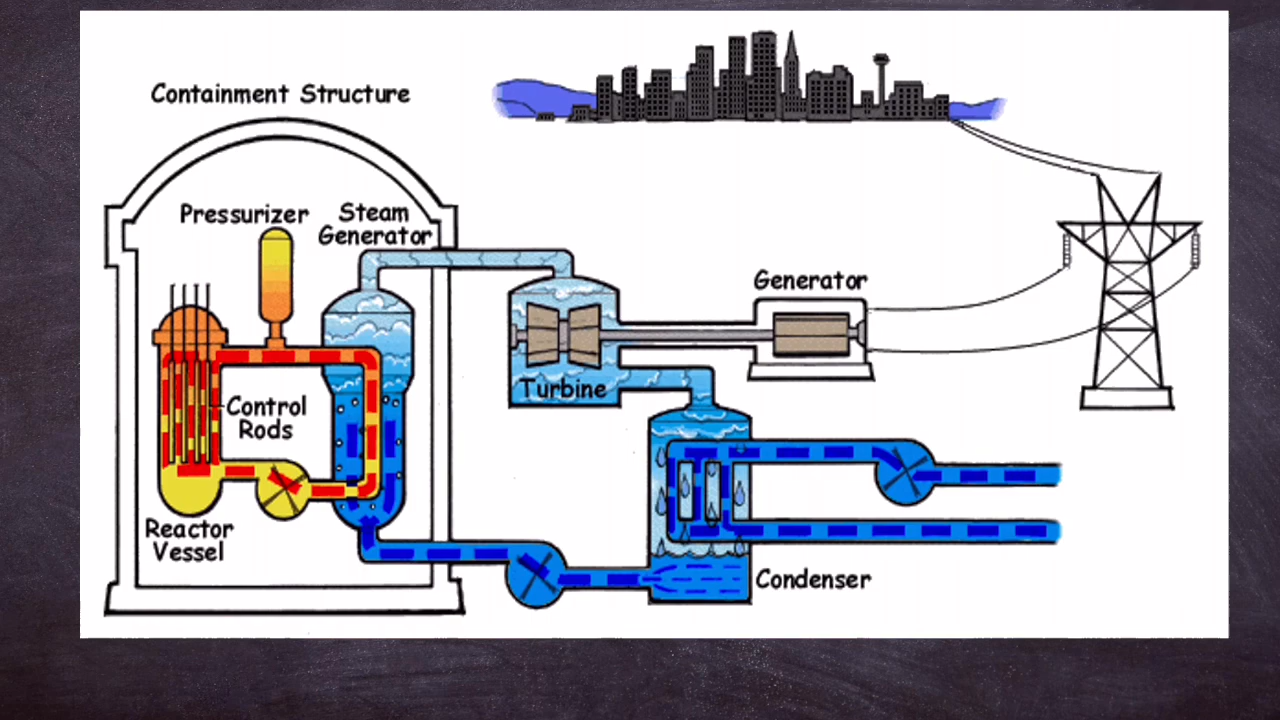 Containment Structure
Pressurizer
Steam
Generator
Generator
Turbine
Control
Rods
Reactor
Vessel
Condenser